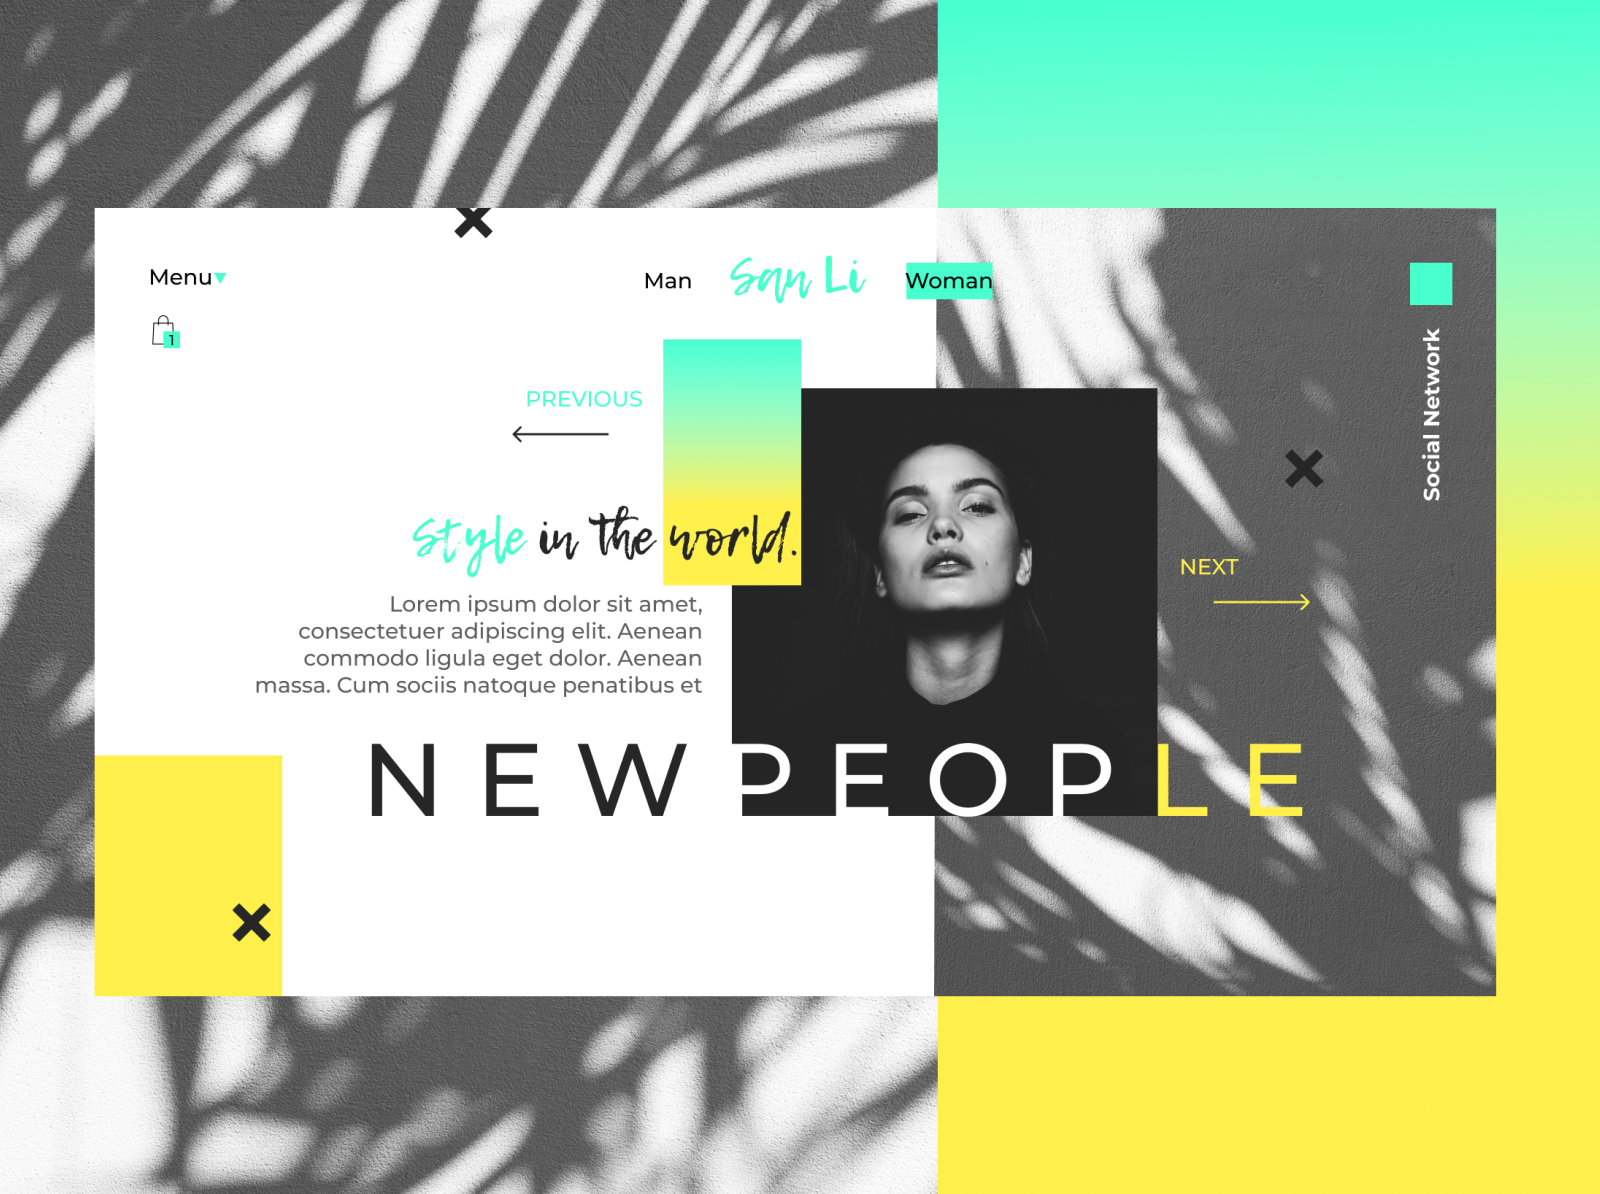 Menu
Man
San Li
Woman
1
Social Network
PREVIOUS
Style in the world.
NEXT
Lorem ipsum dolor sit amet,
consectetuer adipiscing elit. Aenean
commodo ligula eget dolor. Aenean
massa. Cum sociis natoque penatibus et
NEW PEOPLE